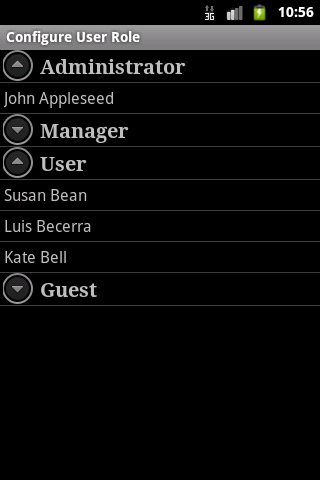 3G 10:56
Configure User Role
Administrator
John Appleseed
Manager
User
Susan Bean
Luis Becerra
Kate Bell
Guest